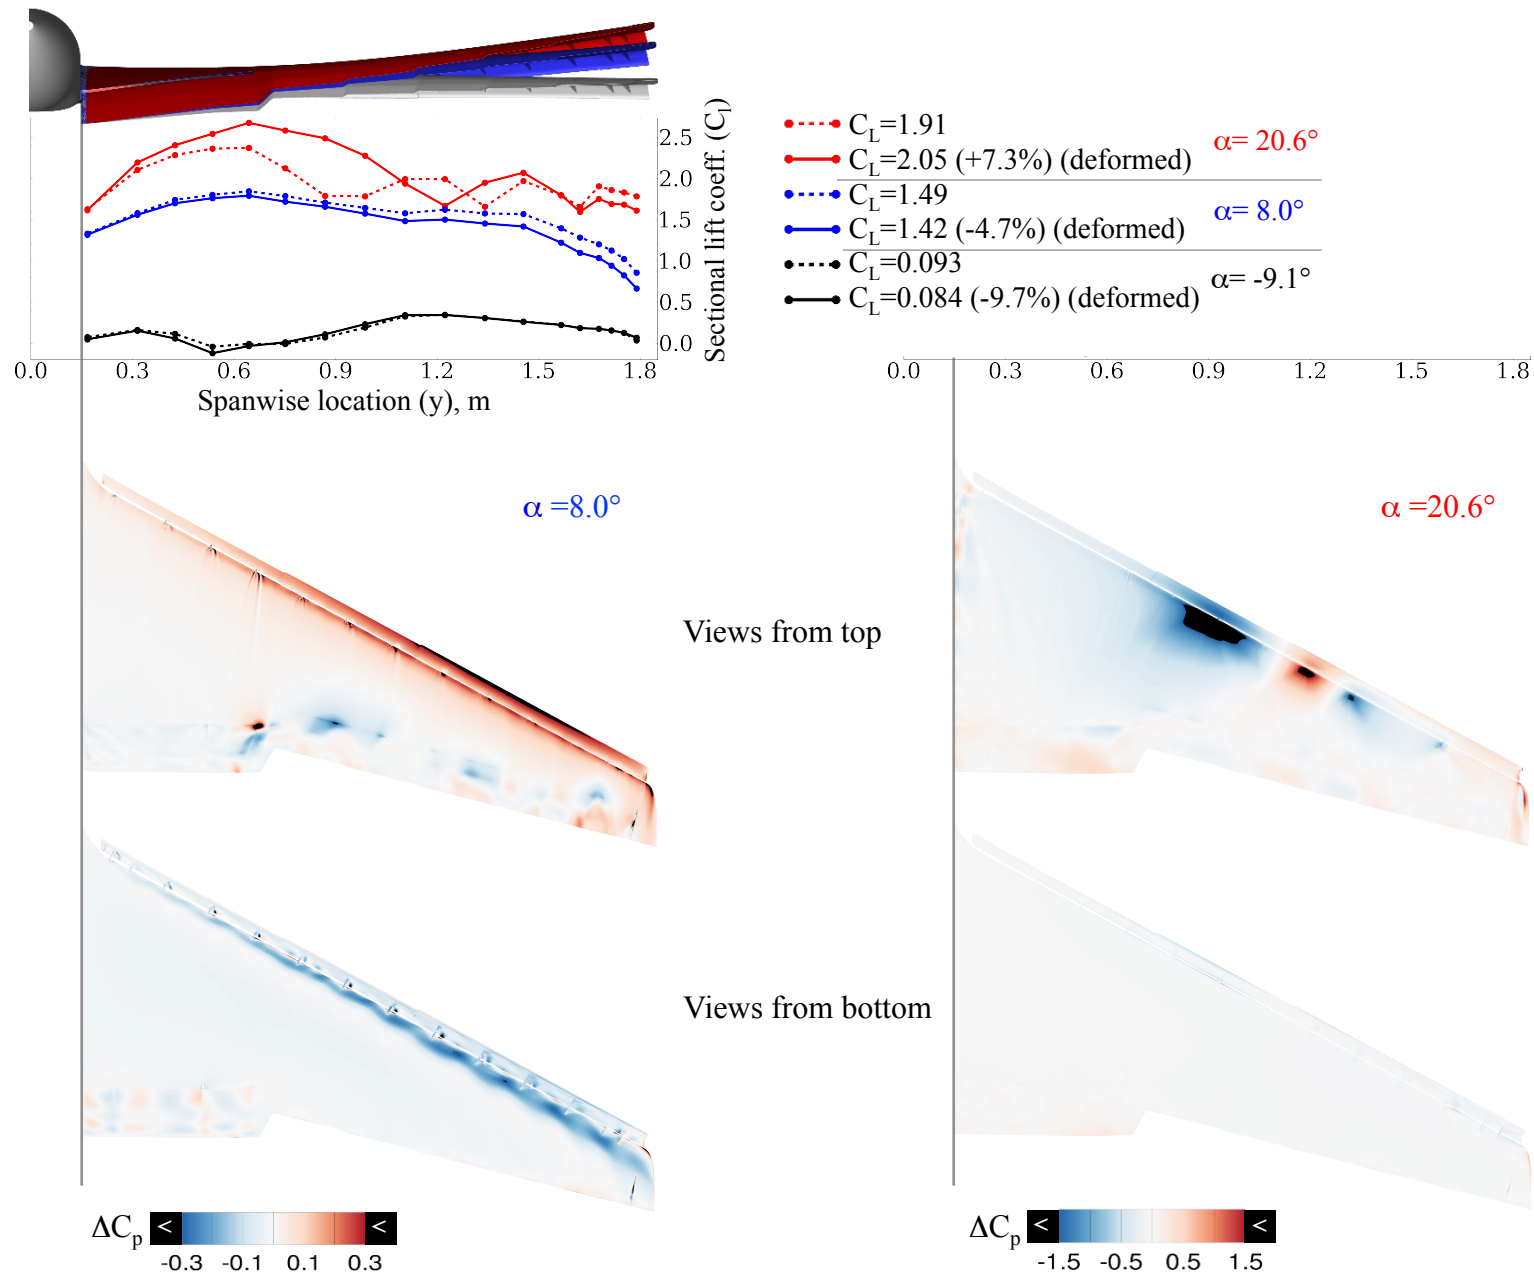 Sectional lift coeff. (Cl)
2.5
2.0
1.5
1.0
0.5
0.0
0.0 0.3 0.6 0.9 1.2 1.5 1.8
Spanwise location (y), m
CL=1.91
CL=2.05 (+7.3%) (deformed)
α= 20.6°
CL=1.49
CL=1.42 (-4.7%) (deformed)
α= 8.0°
CL=0.093
CL=0.084 (-9.7%) (deformed)
α= -9.1°
0.0 0.3 0.6 0.9 1.2 1.5 1.8
α =8.0°
α =20.6°
Views from top
Views from bottom
ΔCp < <
-0.3 -0.1 0.1 0.3
ΔCp < <
-1.5 -0.5 0.5 1.5